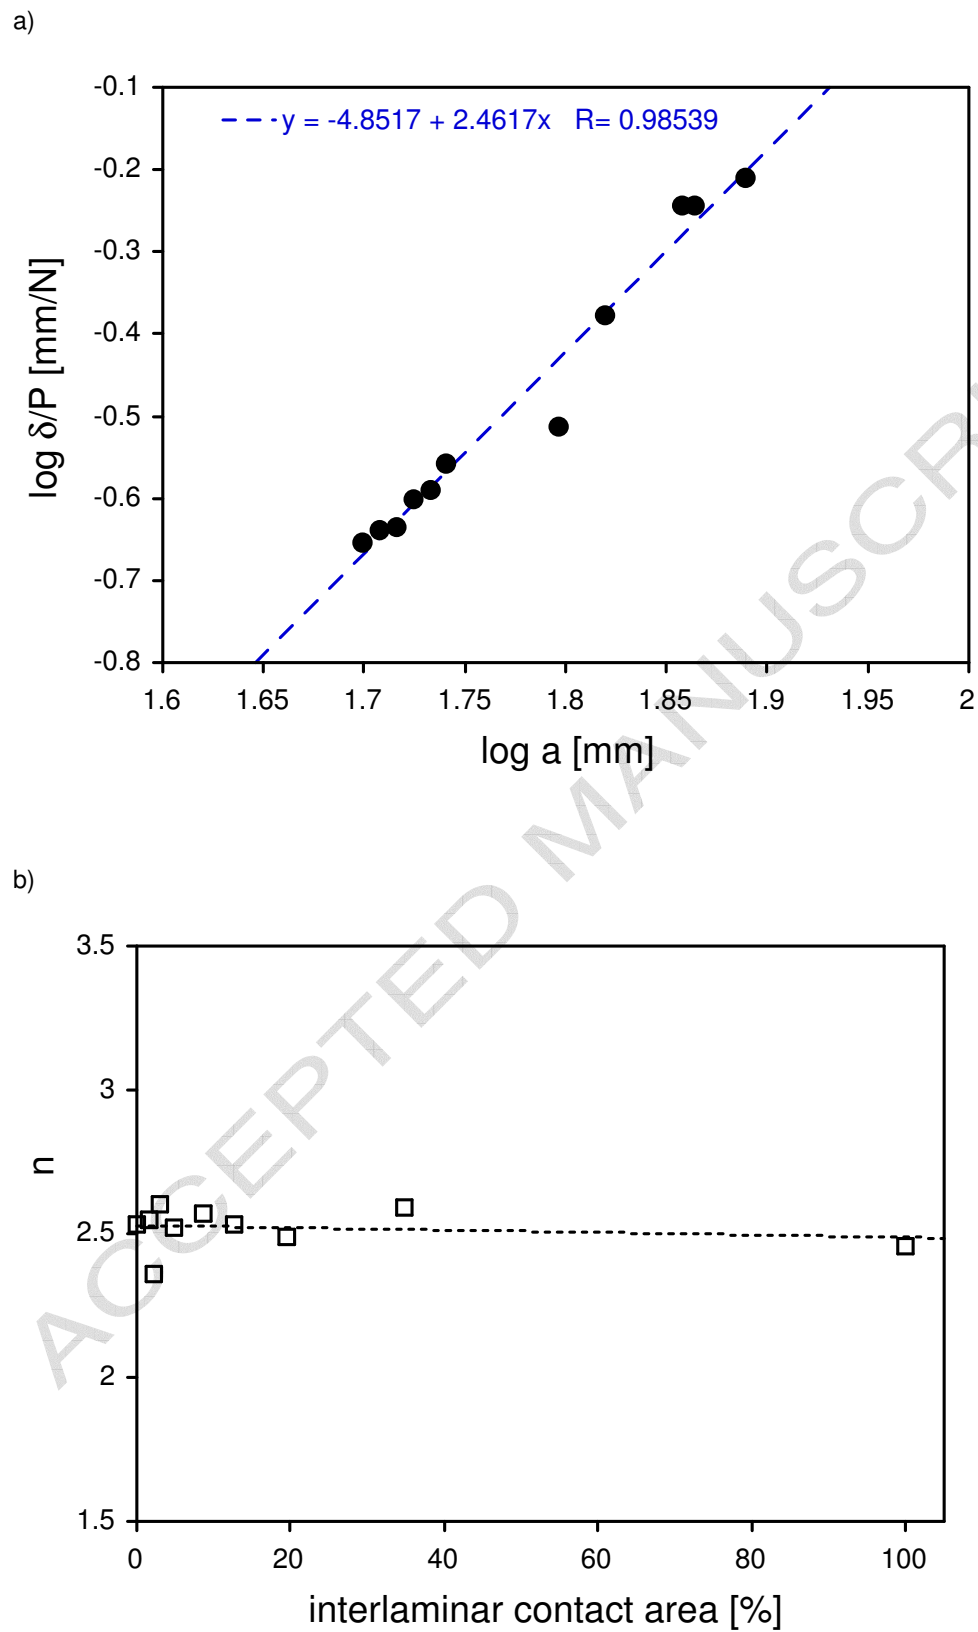 a)
y = -4.8517 + 2.4617x R= 0.98539
-0.1
-0.2
-0.3
-0.4
-0.5
-0.6
-0.7
-0.8
log δ/P [mm/N]
1.6 1.65 1.7 1.75 1.8 1.85 1.9 1.95 2
log a [mm]
b)
3.5
3
2.5
2
1.5
n
0 20 40 60 80 100
interlaminar contact area [%]
ACCEPTED MANUSCR